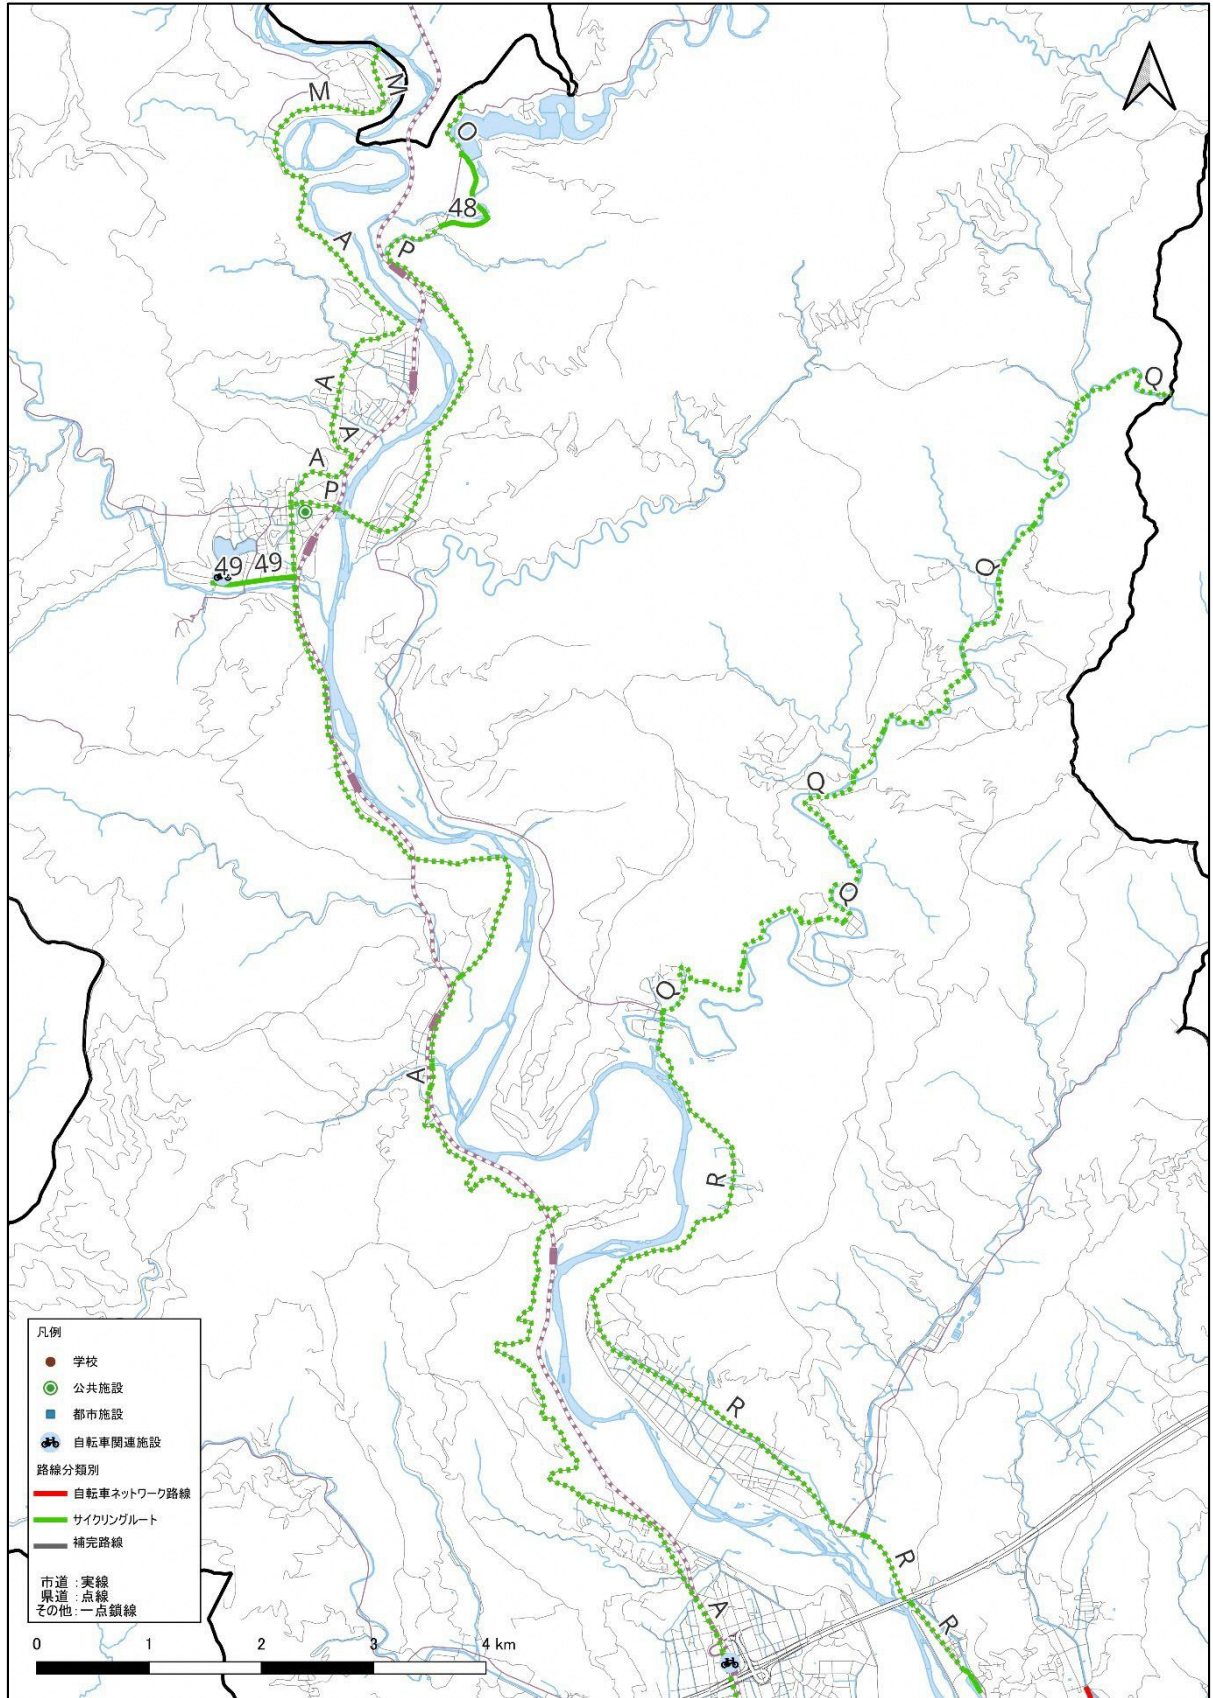 M
M
O
48
P
A
Q
A
A
A
P
49
49
Q
Q
Q
Q
A
R
R
R
A
R
凡例
学校
公共施設
都市施設
自転車関連施設
路線分類別
自転車ネットワーク路線
サイクリングルート
補完路線
市道:実線
県道:点線
その他:一点鎖線
0 1 2 3 4 km